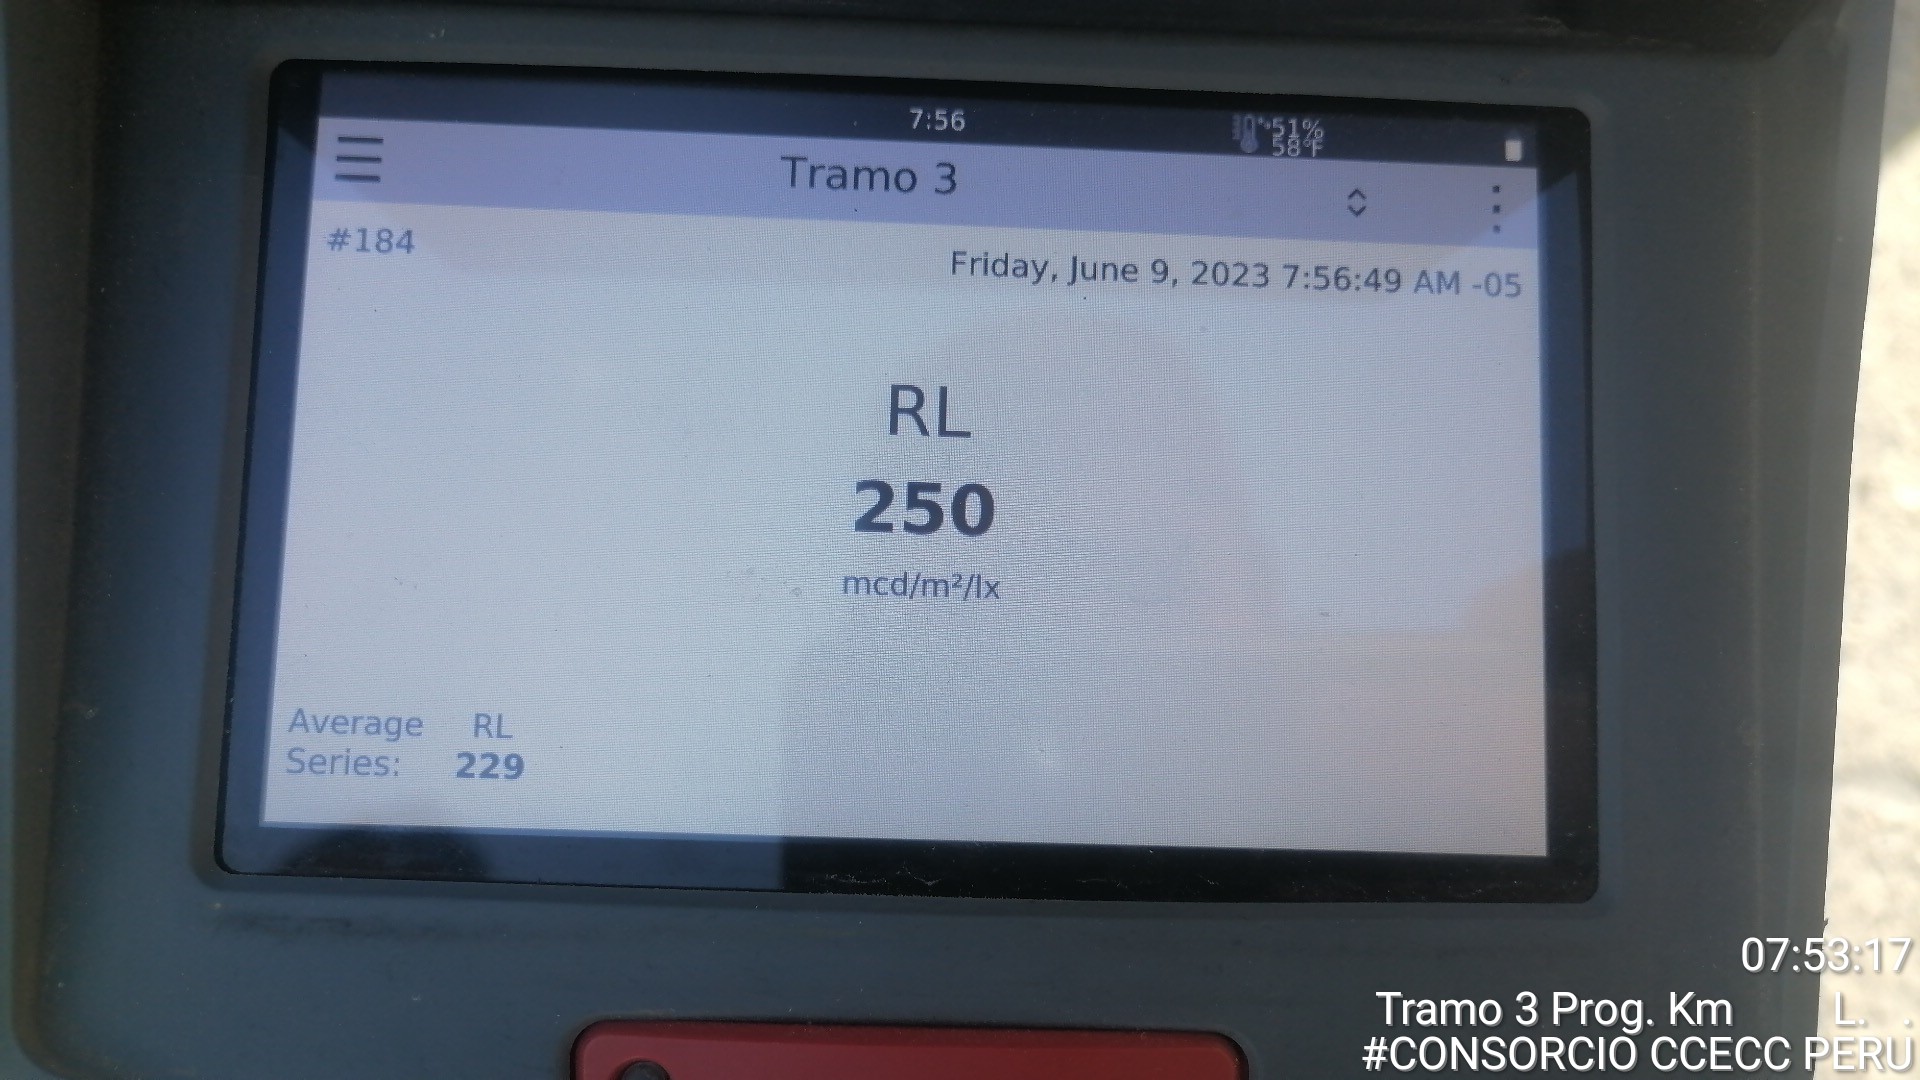 7:56
51%
58°F
Tramo 3
#184
Friday, June 9, 2023 7:56:49 AM -05
RL
250
mcd/m²/lx
Average RL
Series: 229
07:53:17
Tramo 3 Prog. Km L. .
#CONSORCIO CCECC PERU